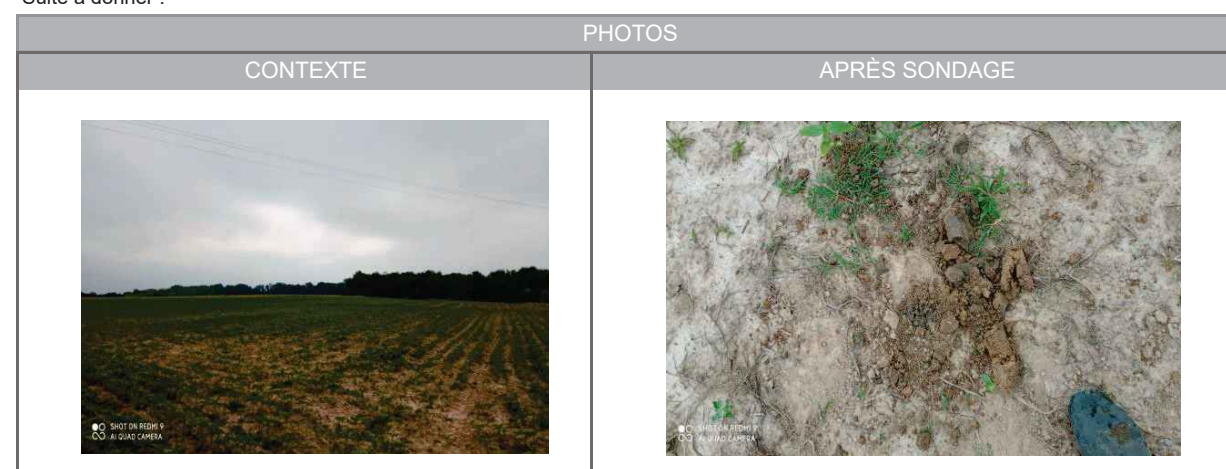 Suite à donner :
PHOTOS
CONTEXTE
APRÈS SONDAGE
SHOT ON REDMI 9
AI QUAD CAMERA
SHOT ON REDMI 9
AI QUAD CAMERA